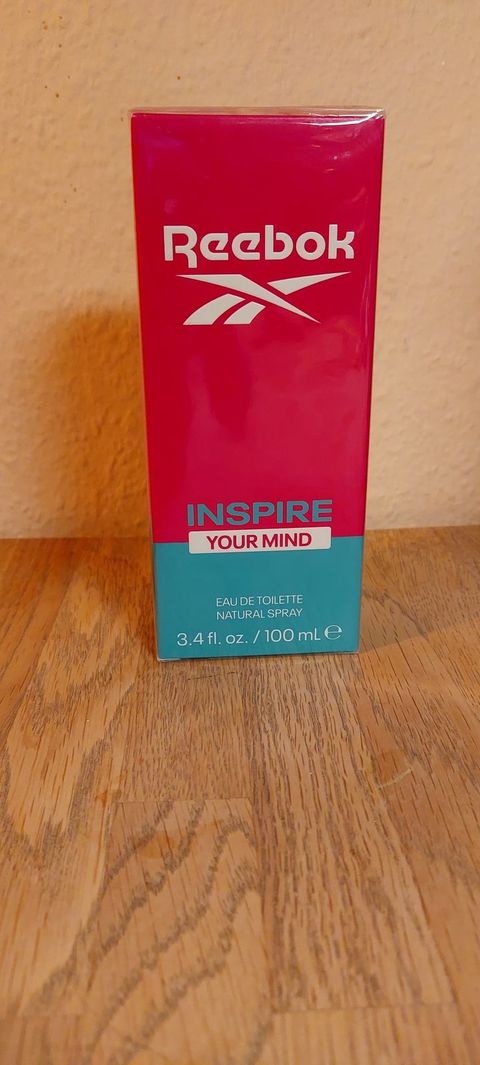 Reebok
INSPIRE
YOUR MIND
EAU DE TOILETTE
NATURAL SPRAY
3.4 fl. oz. / 100 mL ℮